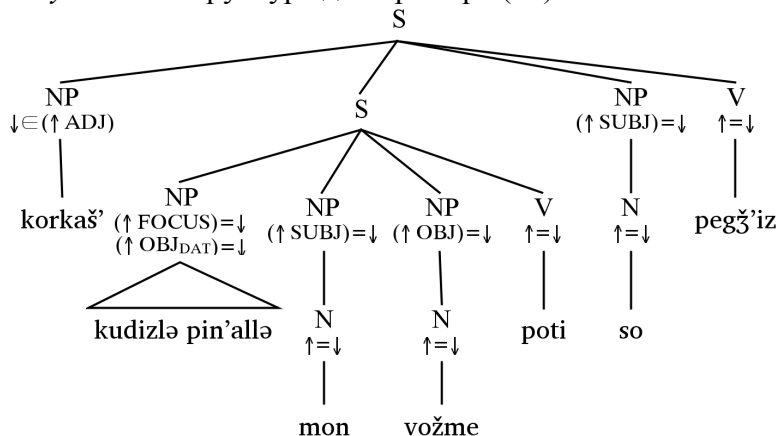 S
NP S NP V
↓∈(↑ ADJ) (↑ SUBJ)=↓ ↑=↓
NP NP NP V
korkaš’ (↑ FOCUS)=↓ (↑ SUBJ)=↓ (↑ OBJ)=↓ ↑=↓ N pegǯ’iz
(↑ OBJDAT)=↓ ↑=↓
kudizlə pin’allə N N poti so
↑=↓ ↑=↓
mon vožme